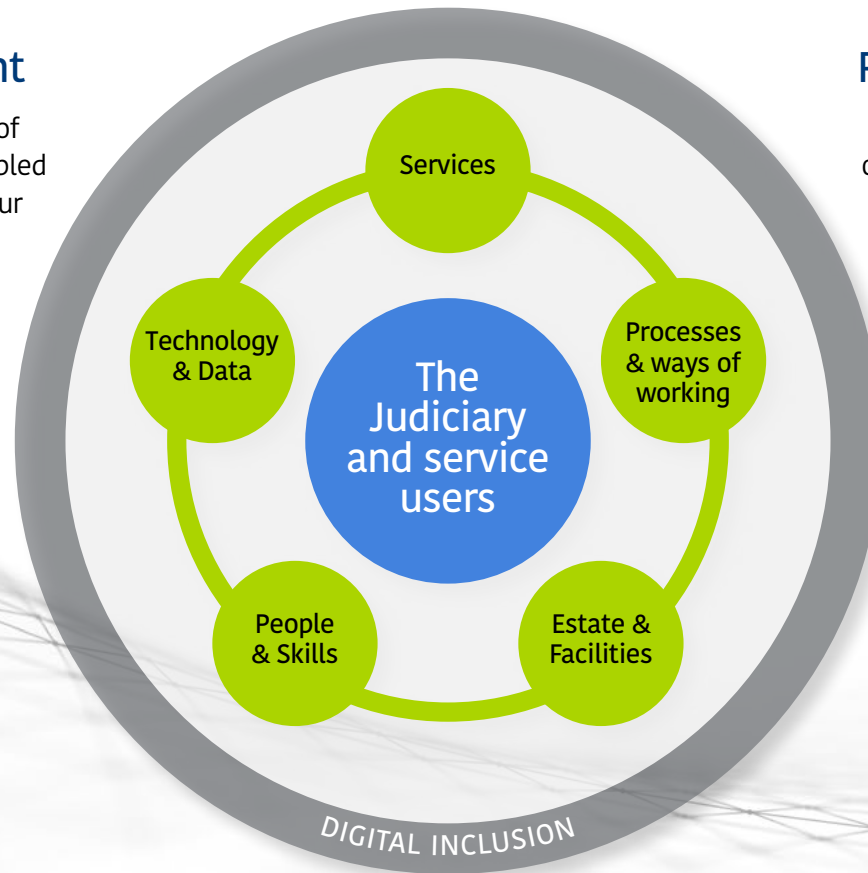 nt
of
bled
ur
P
c
Services
Technology
& Data
Processes
& ways of
working
The
Judiciary
and service
users
People
& Skills
Estate &
Facilities
DIGITAL INCLUSION